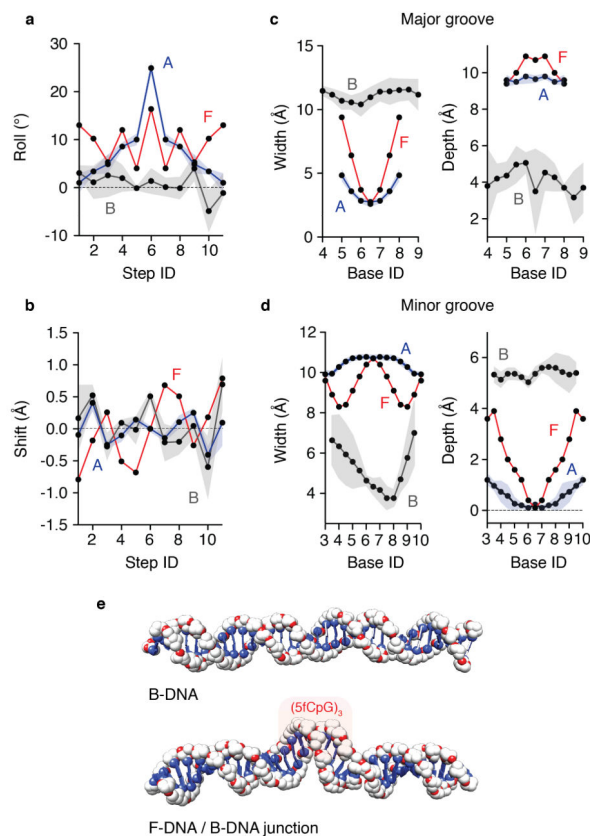 a
Roll (°)
30
20
10
0
-10
A
F
B
2 4 6 8 10
Step ID
b
Shift (Å)
1.5
1.0
0.5
0.0
-0.5
-1.0
-1.5
F
A
B
2 4 6 8 10
Step ID
c
Major groove
Width (Å)
15
10
5
0
B
F
A
3 4 5 6 7 8 9
Base ID
Depth (Å)
10
8
6
4
2
F
A
B
4 5 6 7 8 9
Base ID
d
Minor groove
Width (Å)
12
10
8
6
4
A
F
B
3 4 5 6 7 8 9 10
Base ID
Depth (Å)
6
4
2
0
B
F
A
3 4 5 6 7 8 9 10
Base ID
e
B-DNA
(5fCpG)₃
F-DNA / B-DNA junction